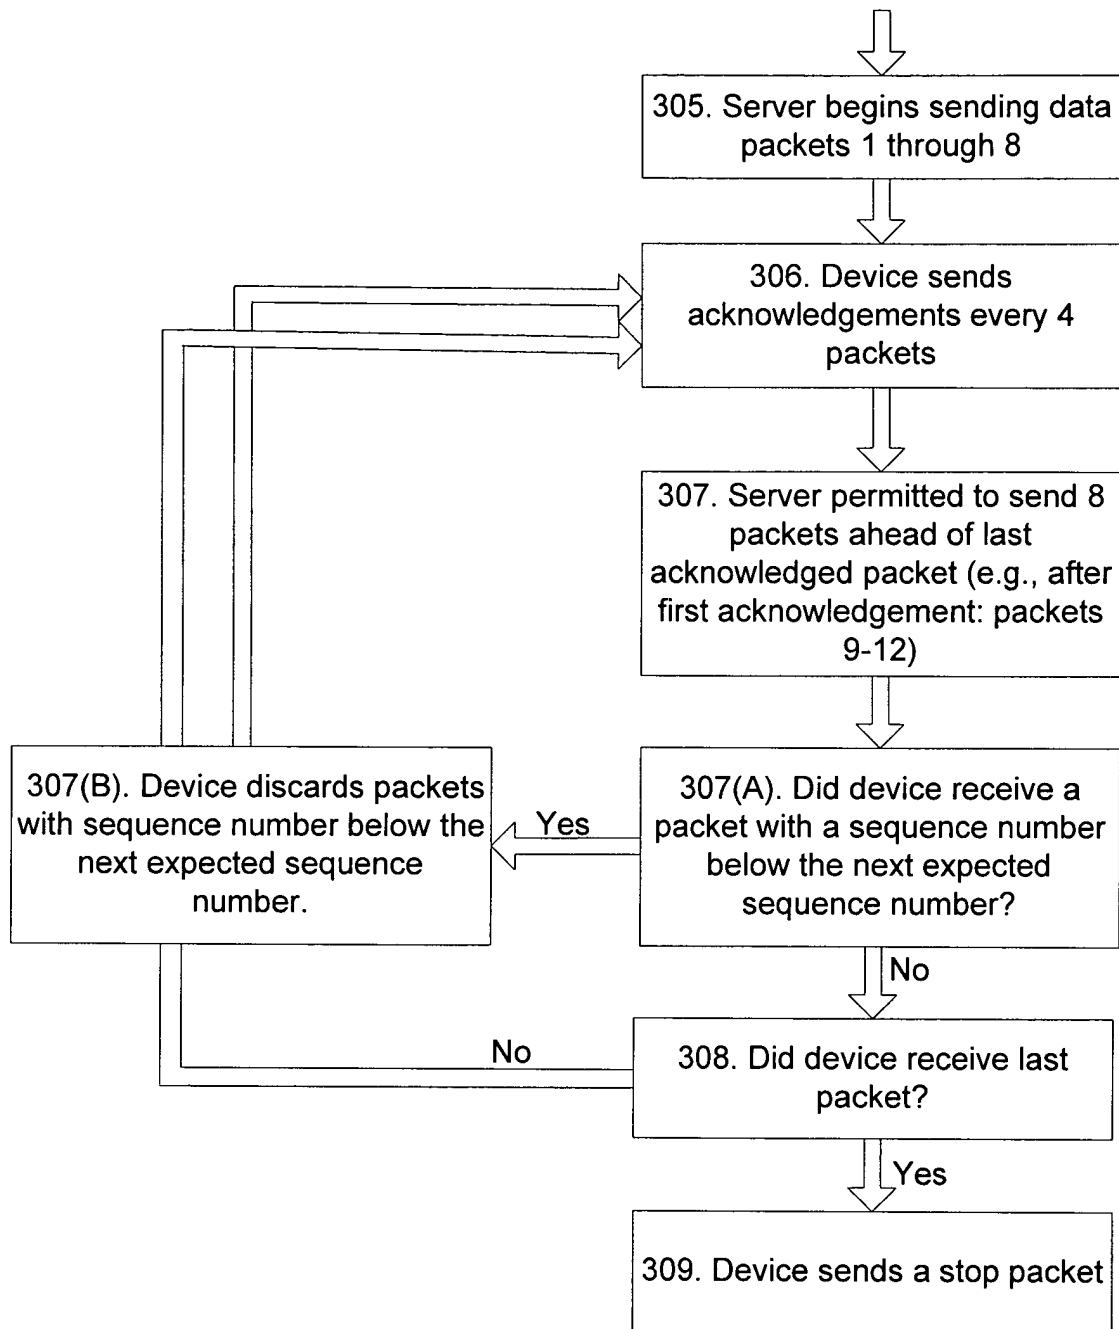 305. Server begins sending data
packets 1 through 8
306. Device sends
acknowledgements every 4
packets
307. Server permitted to send 8
packets ahead of last
acknowledged packet (e.g., after
first acknowledgement: packets
9-12)
307(B). Device discards packets
with sequence number below the
next expected sequence
number.
Yes
307(A). Did device receive a
packet with a sequence number
below the next expected
sequence number?
No
No
308. Did device receive last
packet?
Yes
309. Device sends a stop packet